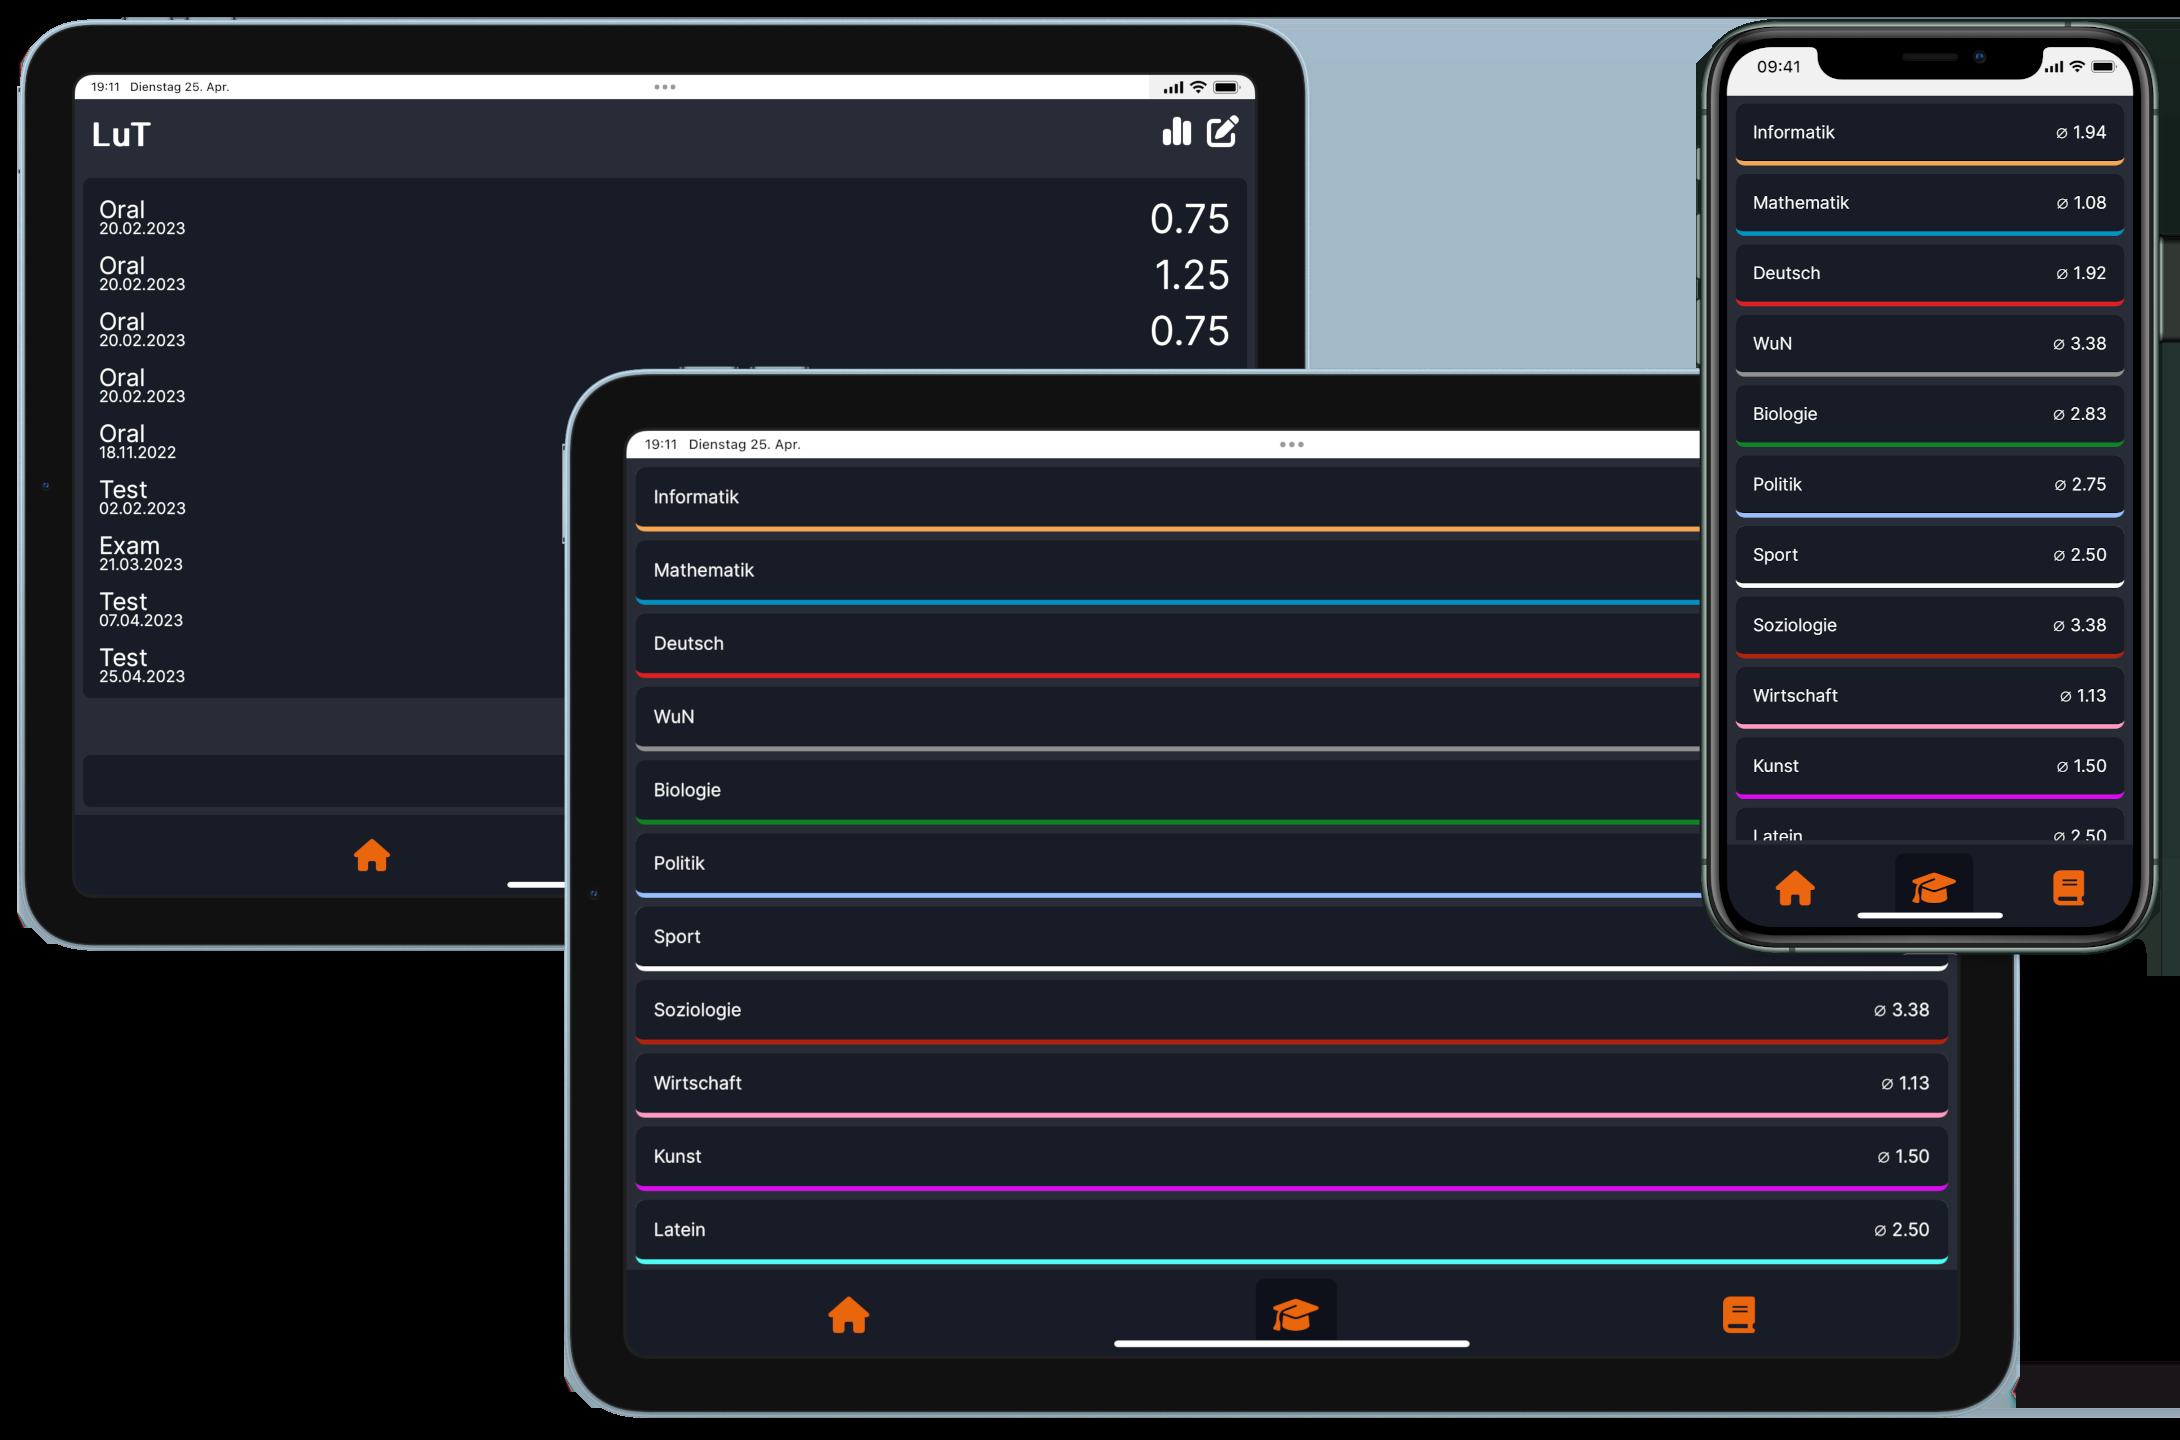 19:11 Dienstag 25. Apr.
LuT
Oral
20.02.2023
0.75
Oral
20.02.2023
1.25
Oral
20.02.2023
0.75
Oral
20.02.2023
Oral
18.11.2022
Test
02.02.2023
Exam
21.03.2023
Test
07.04.2023
Test
25.04.2023
19:11 Dienstag 25. Apr.
Informatik
Mathematik
Deutsch
WuN
Biologie
Politik
Sport
Soziologie ⌀ 3.38
Wirtschaft ⌀ 1.13
Kunst ⌀ 1.50
Latein ⌀ 2.50
09:41
Informatik ⌀ 1.94
Mathematik ⌀ 1.08
Deutsch ⌀ 1.92
WuN ⌀ 3.38
Biologie ⌀ 2.83
Politik ⌀ 2.75
Sport ⌀ 2.50
Soziologie ⌀ 3.38
Wirtschaft ⌀ 1.13
Kunst ⌀ 1.50
Latein ⌀ 2.50